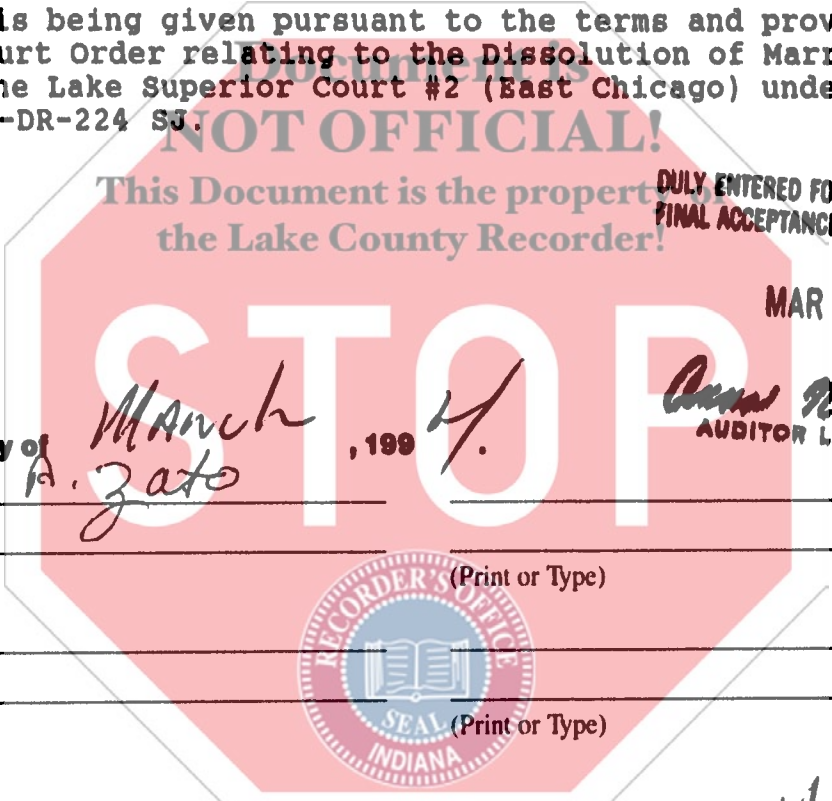 is being given pursuant to the terms and prov
urt Order relating to the Dissolution of Marr
he Lake Superior Court #2 (East Chicago) unde
-DR-224 SJ.
Document is
NOT OFFICIAL!
This Document is the property of
the Lake County Recorder!
DULY ENTERED FO
FINAL ACCEPTANC
MAR
STOP
y of March , 199 4.
AUDITOR L
A. Zato
(Print or Type)
RECORDER'S OFFICE
SEAL
INDIANA
(Print or Type)